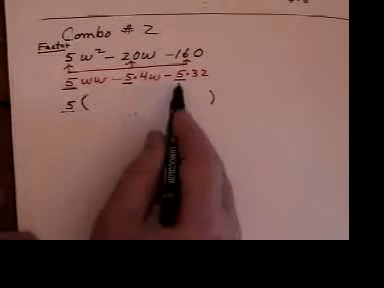 Combo # 2
Factor
5w² - 20w - 160
5ww - 5·4w - 5·32
5(          )